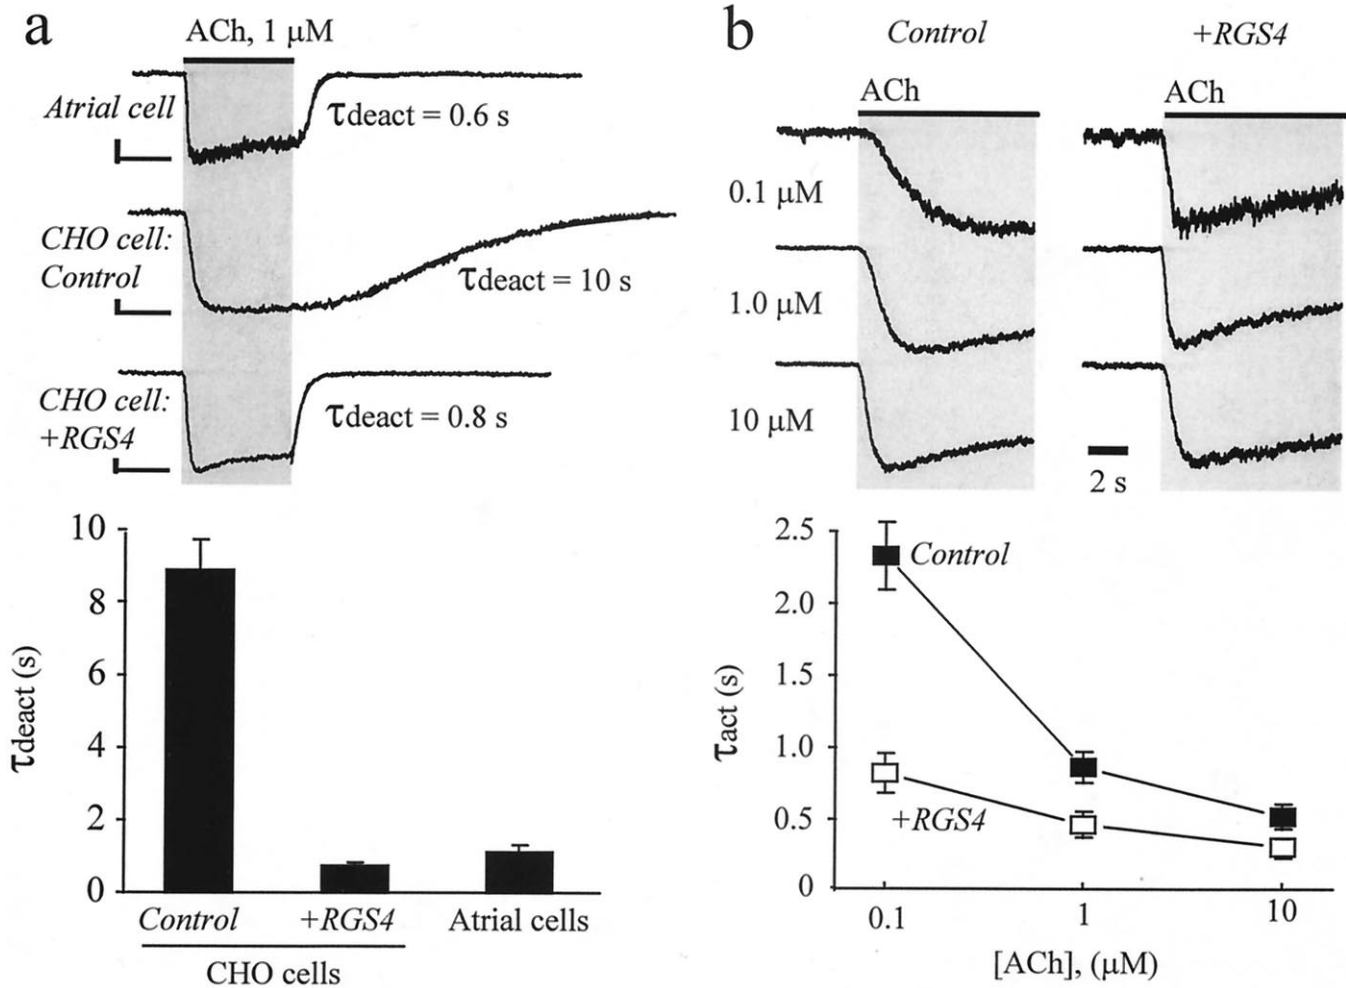 a
ACh, 1 μM
Atrial cell
τdeact = 0.6 s
CHO cell:
Control
τdeact = 10 s
CHO cell:
+RGS4
τdeact = 0.8 s
10
8
6
4
2
0
τdeact (s)
Control
+RGS4
Atrial cells
CHO cells
b
Control
+RGS4
ACh
ACh
0.1 μM
1.0 μM
10 μM
2 s
2.5
2.0
1.5
1.0
0.5
0
τact (s)
Control
+RGS4
0.1
1
10
[ACh], (μM)